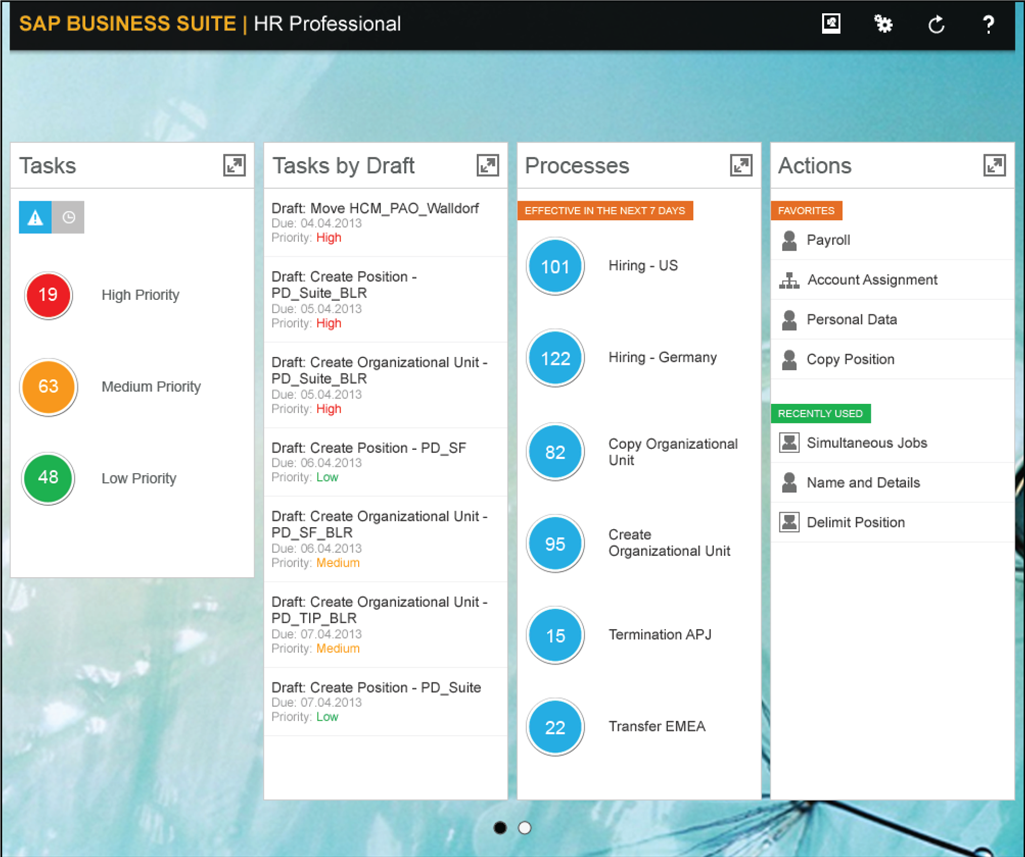 SAP BUSINESS SUITE | HR Professional
?
Tasks
19 High Priority
63 Medium Priority
48 Low Priority
Tasks by Draft
Draft: Move HCM_PAO_Walldorf
Due: 04.04.2013
Priority: High
Draft: Create Position -
PD_Suite_BLR
Due: 05.04.2013
Priority: High
Draft: Create Organizational Unit -
PD_Suite_BLR
Due: 05.04.2013
Priority: High
Draft: Create Position - PD_SF
Due: 06.04.2013
Priority: Low
Draft: Create Organizational Unit -
PD_SF_BLR
Due: 06.04.2013
Priority: Medium
Draft: Create Organizational Unit -
PD_TIP_BLR
Due: 07.04.2013
Priority: Medium
Draft: Create Position - PD_Suite
Due: 07.04.2013
Priority: Low
Processes
EFFECTIVE IN THE NEXT 7 DAYS
101 Hiring - US
122 Hiring - Germany
82 Copy Organizational
Unit
95 Create
Organizational Unit
15 Termination APJ
22 Transfer EMEA
Actions
FAVORITES
Payroll
Account Assignment
Personal Data
Copy Position
RECENTLY USED
Simultaneous Jobs
Name and Details
Delimit Position